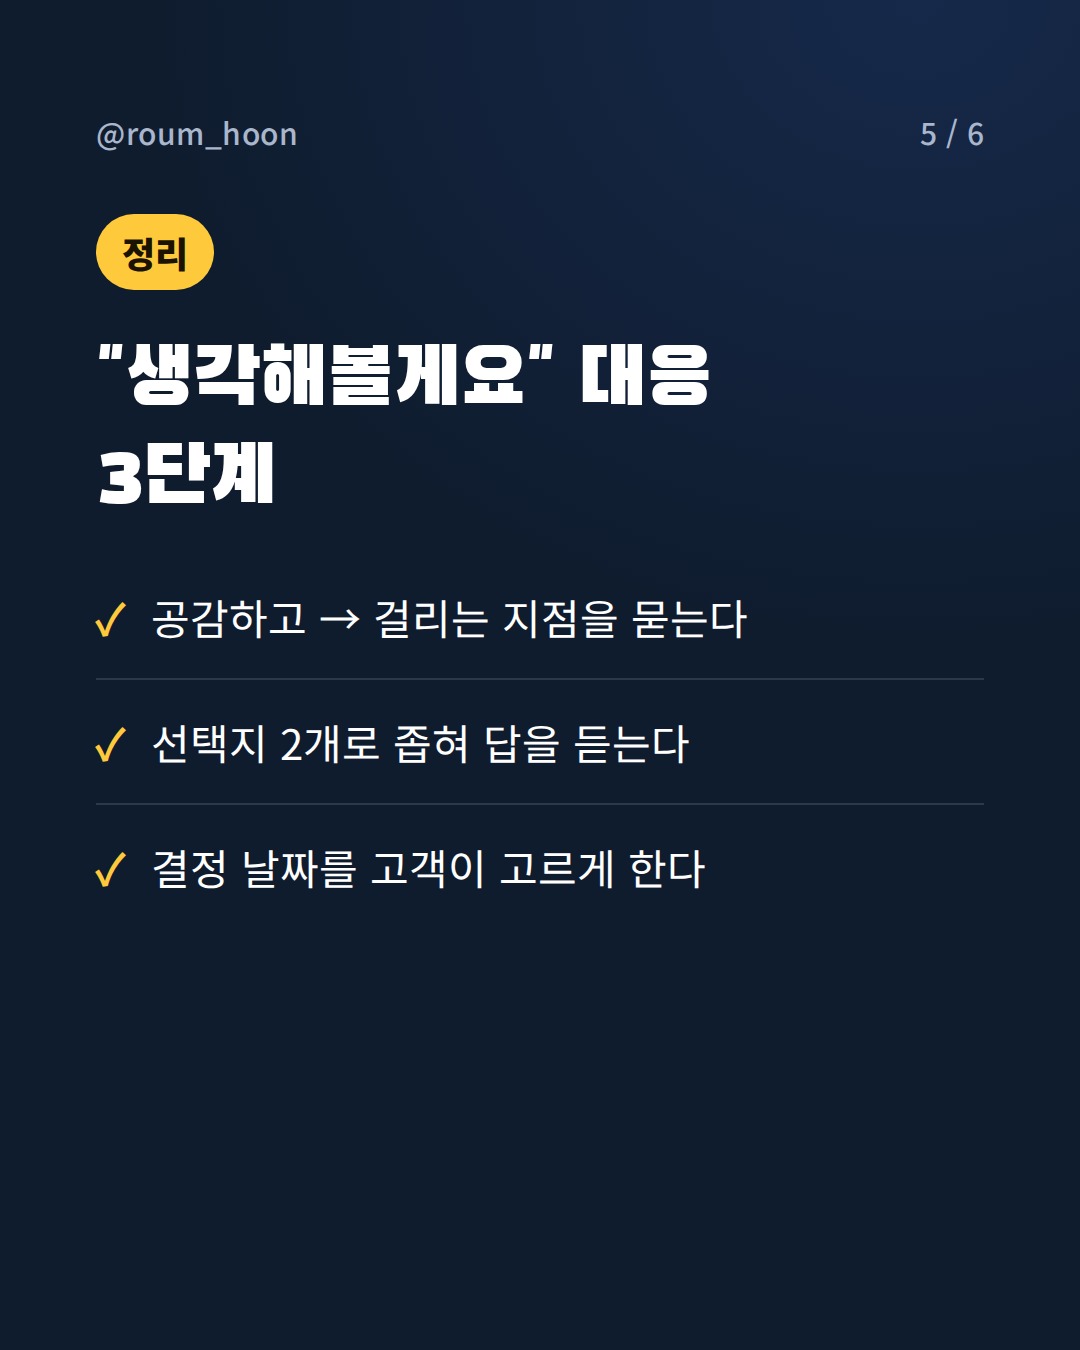 @roum_hoon
5 / 6
정리
"생각해볼게요" 대응
3단계
✓ 공감하고 → 걸리는 지점을 묻는다
✓ 선택지 2개로 좁혀 답을 듣는다
✓ 결정 날짜를 고객이 고르게 한다